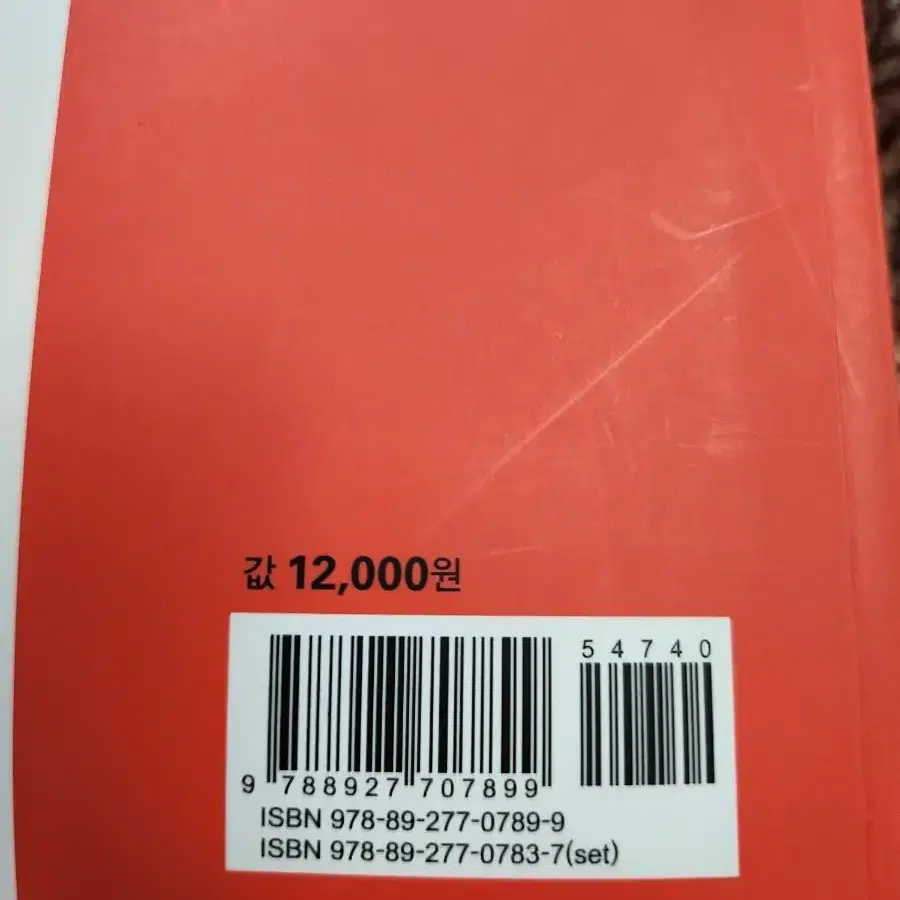 값 12,000원
54740
9 788927 707899
ISBN 978-89-277-0789-9
ISBN 978-89-277-0783-7(set)